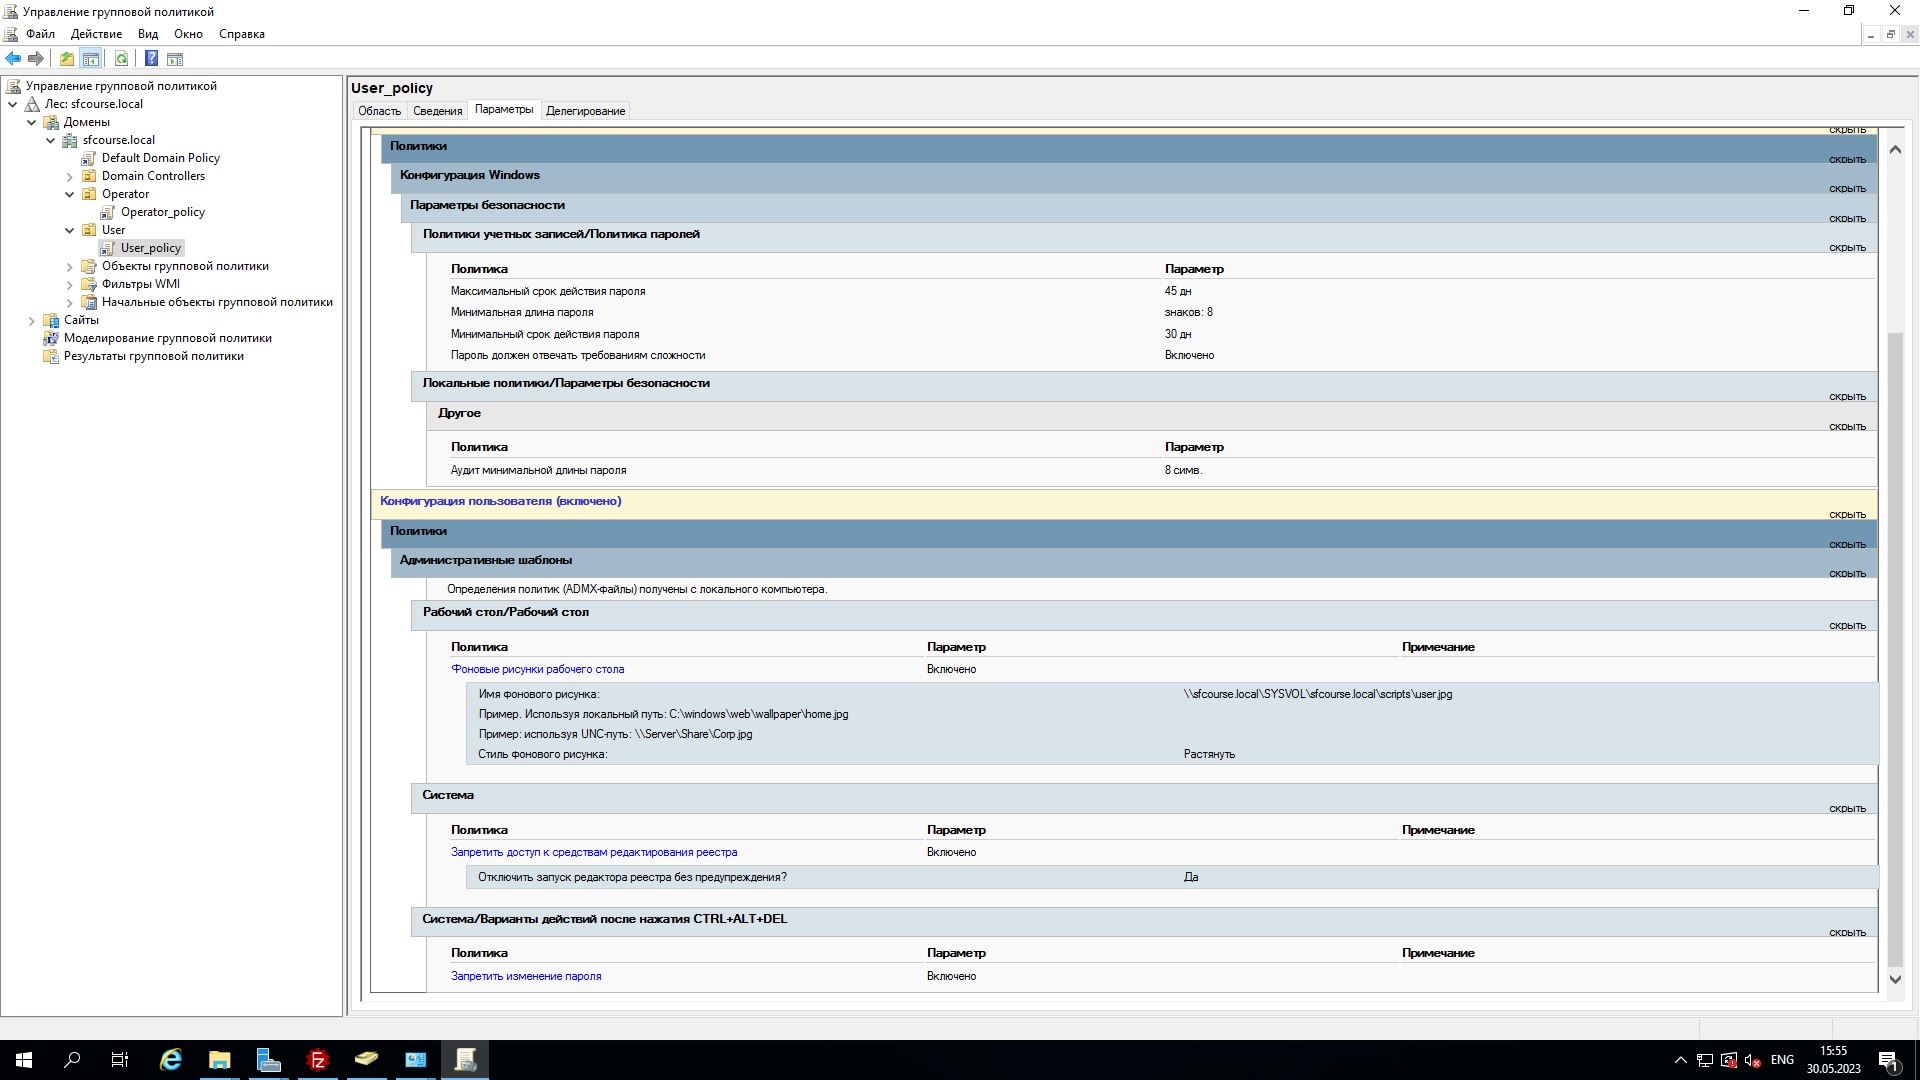 Управление групповой политикой
Файл Действие Вид Окно Справка
Управление групповой политикой
Лес: sfcourse.local
Домены
sfcourse.local
Default Domain Policy
Domain Controllers
Operator
Operator_policy
User
User_policy
Объекты групповой политики
Фильтры WMI
Начальные объекты групповой политики
Сайты
Моделирование групповой политики
Результаты групповой политики
User_policy
Область Сведения Параметры Делегирование
скрыть
Политики
скрыть
Конфигурация Windows
скрыть
Параметры безопасности
скрыть
Политики учетных записей/Политика паролей
скрыть
Политика Параметр
Максимальный срок действия пароля 45 дн
Минимальная длина пароля знаков: 8
Минимальный срок действия пароля 30 дн
Пароль должен отвечать требованиям сложности Включено
Локальные политики/Параметры безопасности
скрыть
Другое
скрыть
Политика Параметр
Аудит минимальной длины пароля 8 симв.
Конфигурация пользователя (включено)
скрыть
Политики
скрыть
Административные шаблоны
скрыть
Определения политик (ADMX-файлы) получены с локального компьютера.
Рабочий стол/Рабочий стол
скрыть
Политика Параметр Примечание
Фоновые рисунки рабочего стола Включено
Имя фонового рисунка: \\sfcourse.local\SYSVOL\sfcourse.local\scripts\user.jpg
Пример. Используя локальный путь: C:\windows\web\wallpaper\home.jpg
Пример: используя UNC-путь: \\Server\Share\Corp.jpg
Стиль фонового рисунка: Растянуть
Система
скрыть
Политика Параметр Примечание
Запретить доступ к средствам редактирования реестра Включено
Отключить запуск редактора реестра без предупреждения? Да
Система/Варианты действий после нажатия CTRL+ALT+DEL
скрыть
Политика Параметр Примечание
Запретить изменение пароля Включено
ENG
15:55
30.05.2023
1